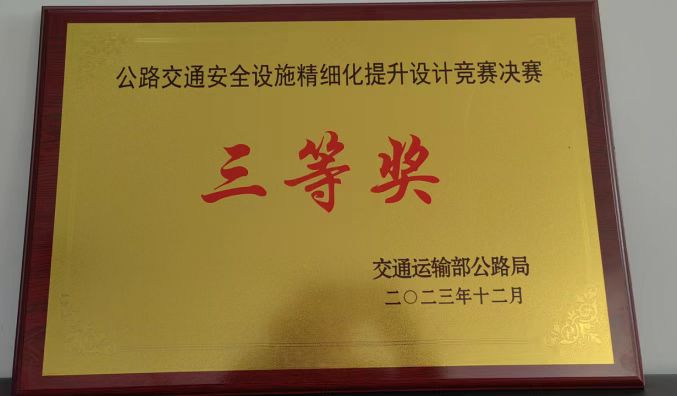 公路交通安全设施精细化提升设计竞赛决赛
三等奖
交通运输部公路局
二〇二三年十二月